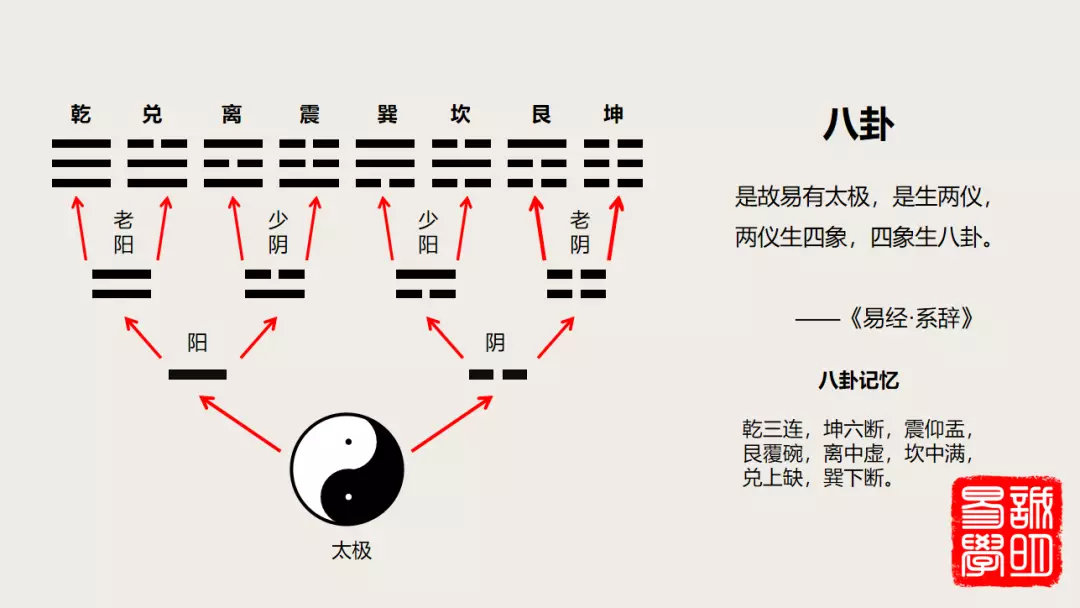 乾 兑 离 震 巽 坎 艮 坤
老阳 少阴 少阳 老阴
阳 阴
太极
八卦
是故易有太极，是生两仪，
两仪生四象，四象生八卦。
——《易经·系辞》
八卦记忆
乾三连，坤六断，震仰盂，
艮覆碗，离中虚，坎中满，
兑上缺，巽下断。
誠明
易學